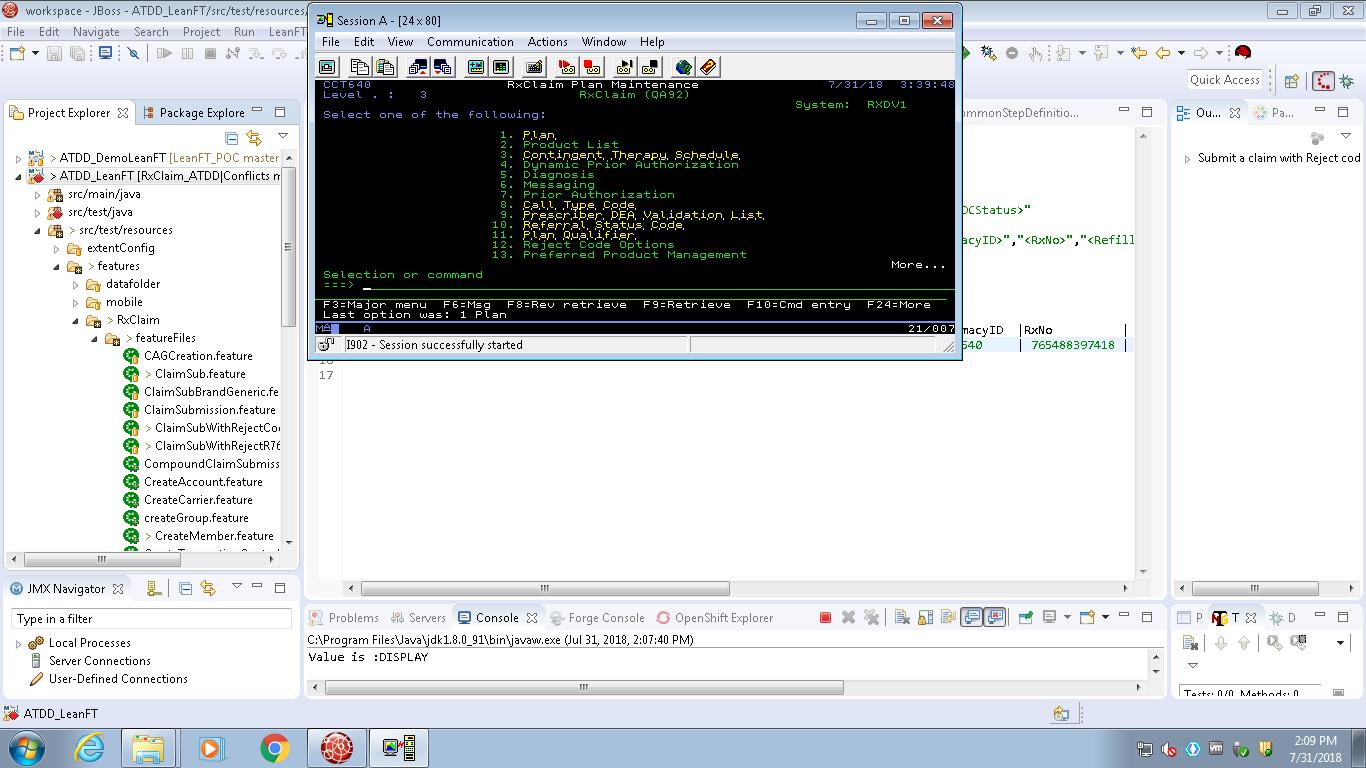 workspace - JBoss - ATDD_LeanFT/src/test/resources/
File Edit Navigate Search Project Run LeanFT
Quick Access
Project Explorer
Package Explore
> ATDD_DemoLeanFT [LeanFT_POC master
> ATDD_LeanFT [RxClaim_ATDD|Conflicts m
src/main/java
src/test/java
> src/test/resources
extentConfig
> features
datafolder
mobile
> RxClaim
> featureFiles
CAGCreation.feature
> ClaimSub.feature
ClaimSubBrandGeneric.fe
ClaimSubmission.feature
> ClaimSubWithRejectCo
> ClaimSubWithRejectR76
CompoundClaimSubmiss
CreateAccount.feature
CreateCarrier.feature
createGroup.feature
> CreateMember.feature
Session A - [24 x 80]
File Edit View Communication Actions Window Help
CCT640 RxClaim Plan Maintenance 7/31/18 3:39:48
Level . : 3 RxClaim (QA92)
System: RXDV1
Select one of the following:
1. Plan
2. Product List
3. Contingent Therapy Schedule
4. Dynamic Prior Authorization
5. Diagnosis
6. Messaging
7. Prior Authorization
8. Call Type Code
9. Prescriber DEA Validation List
10. Referral Status Code
11. Plan Qualifier
12. Reject Code Options
13. Preferred Product Management
More...
Selection or command
===>
F3=Major menu F6=Msg F8=Rev retrieve F9=Retrieve F10=Cmd entry F24=More
Last option was: 1 Plan
MA A 21/007
I902 - Session successfully started
ommonStepDefinitio...
DCStatus>"
acyID>","<RxNo>","<Refill
macyID |RxNo |
540 | 765488397418 |
17
Ou...
Pa...
Submit a claim with Reject cod
JMX Navigator
Type in a filter
Local Processes
Server Connections
User-Defined Connections
Problems Servers Console Forge Console OpenShift Explorer
C:\Program Files\Java\jdk1.8.0_91\bin\javaw.exe (Jul 31, 2018, 2:07:40 PM)
Value is :DISPLAY
P T D
Tests: 0/0 Methods: 0
ATDD_LeanFT
2:09 PM
7/31/2018